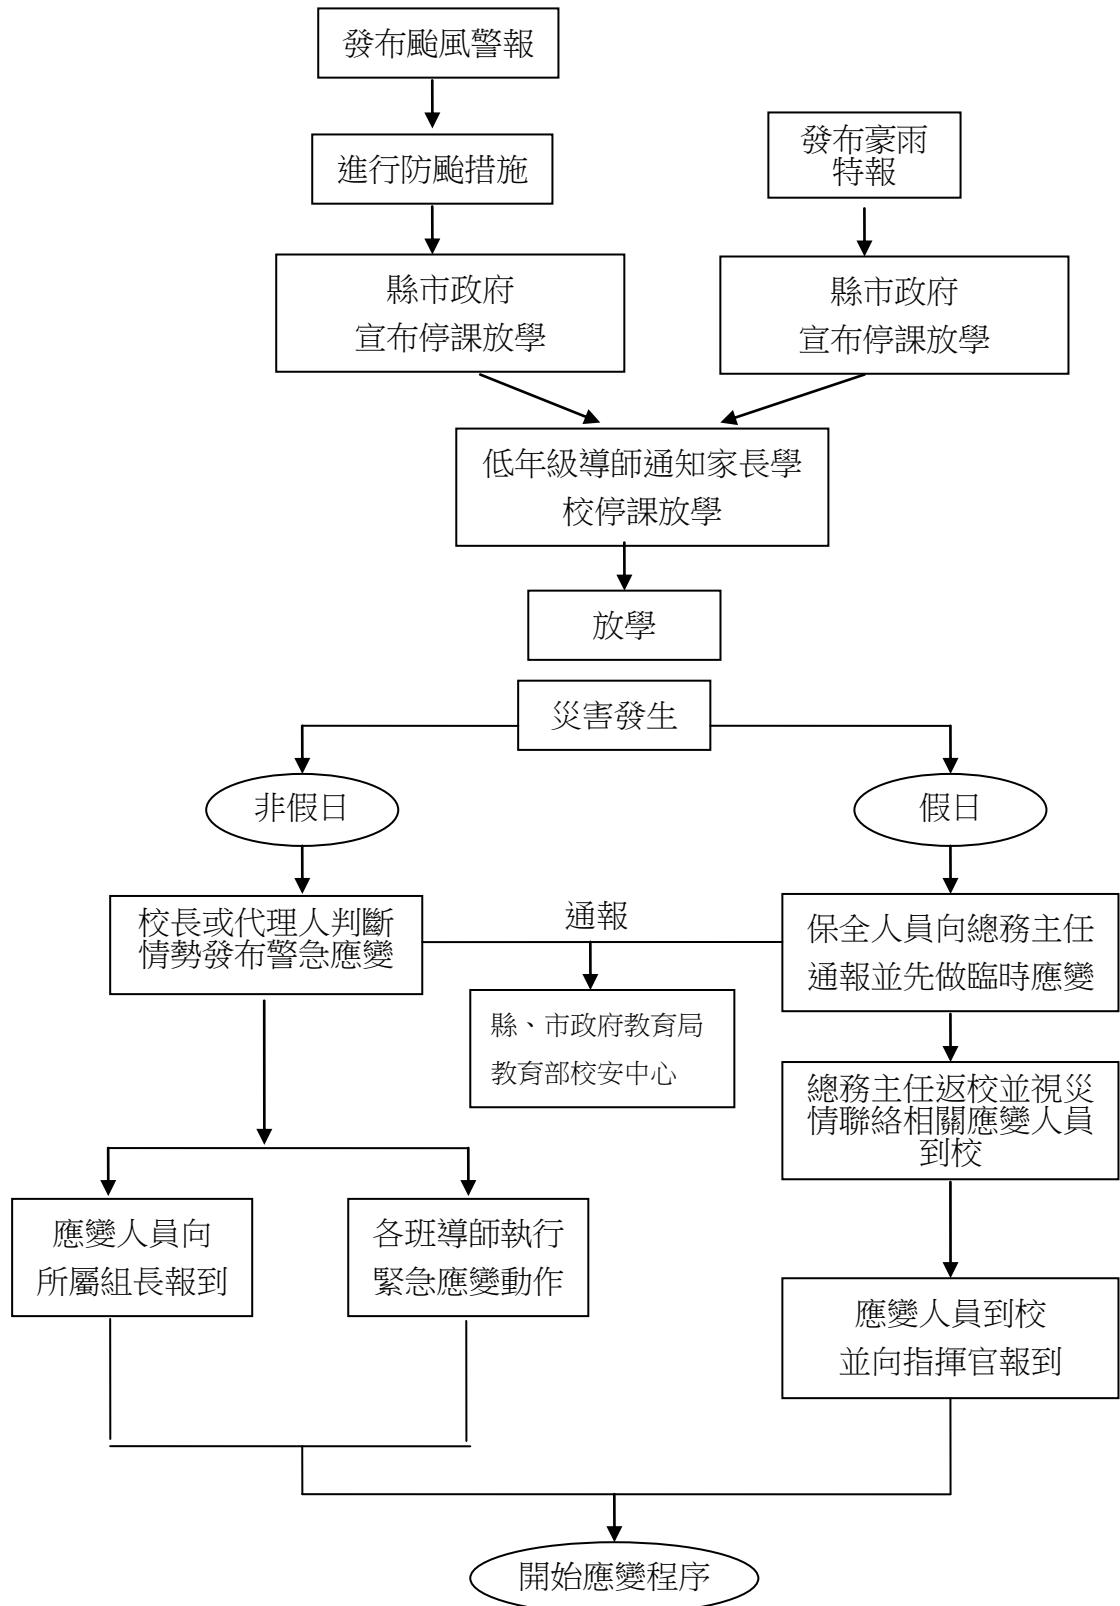 發布颱風警報
進行防颱措施
發布豪雨
特報
縣市政府
宣布停課放學
縣市政府
宣布停課放學
低年級導師通知家長學
校停課放學
放學
災害發生
非假日
假日
校長或代理人判斷
情勢發布警急應變
通報
保全人員向總務主任
通報並先做臨時應變
縣、市政府教育局
教育部校安中心
總務主任返校並視災
情聯絡相關應變人員
到校
應變人員向
所屬組長報到
各班導師執行
緊急應變動作
應變人員到校
並向指揮官報到
開始應變程序